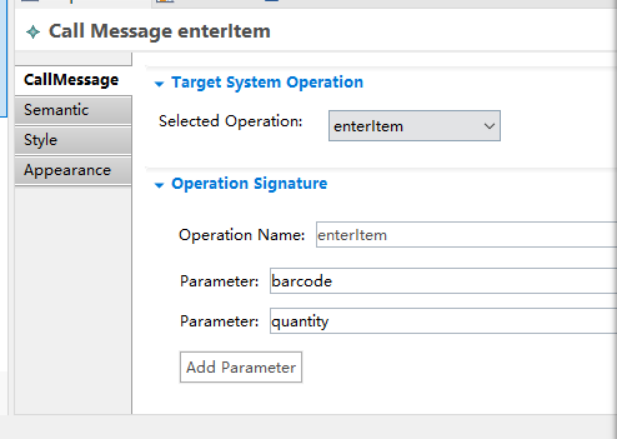 Call Message enterItem
CallMessage
Semantic
Style
Appearance
Target System Operation
Selected Operation: enterItem
Operation Signature
Operation Name: enterItem
Parameter: barcode
Parameter: quantity
Add Parameter